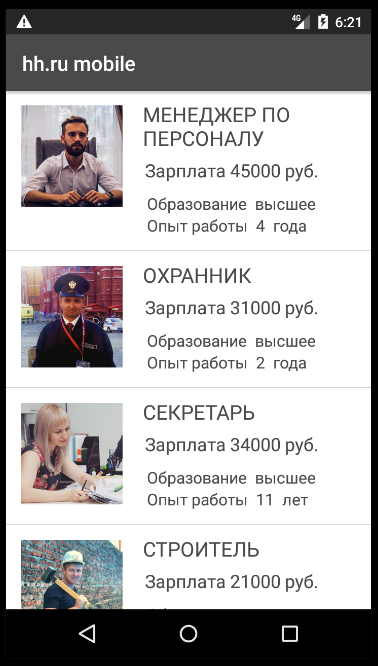 4G 6:21
hh.ru mobile
МЕНЕДЖЕР ПО
ПЕРСОНАЛУ
Зарплата 45000 руб.
Образование высшее
Опыт работы 4 года
ОХРАННИК
Зарплата 31000 руб.
Образование высшее
Опыт работы 2 года
СЕКРЕТАРЬ
Зарплата 34000 руб.
Образование высшее
Опыт работы 11 лет
СТРОИТЕЛЬ
Зарплата 21000 руб.